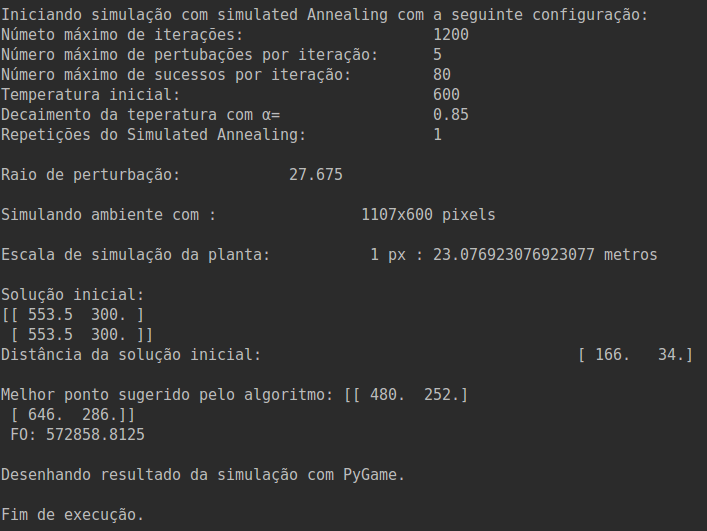 Iniciando simulação com simulated Annealing com a seguinte configuração:
Númeto máximo de iterações: 1200
Número máximo de pertubações por iteração: 5
Número máximo de sucessos por iteração: 80
Temperatura inicial: 600
Decaimento da teperatura com α= 0.85
Repetições do Simulated Annealing: 1
Raio de perturbação: 27.675
Simulando ambiente com : 1107x600 pixels
Escala de simulação da planta: 1 px : 23.076923076923077 metros
Solução inicial:
[[ 553.5 300. ]
[ 553.5 300. ]]
Distância da solução inicial: [ 166. 34.]
Melhor ponto sugerido pelo algoritmo: [[ 480. 252.]
[ 646. 286.]]
FO: 572858.8125
Desenhando resultado da simulação com PyGame.
Fim de execução.